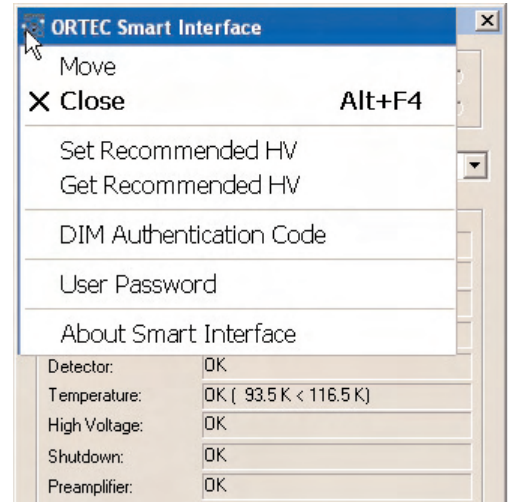 ORTEC Smart Interface
Move
Close Alt+F4
Set Recommended HV
Get Recommended HV
DIM Authentication Code
User Password
About Smart Interface
Detector: OK
Temperature: OK ( 93.5 K < 116.5 K)
High Voltage: OK
Shutdown: OK
Preamplifier: OK